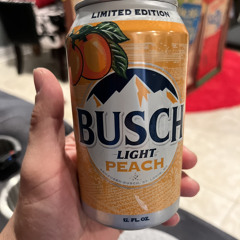 LIMITED EDITION
BUSCH
LIGHT
PEACH
12 FL. OZ.